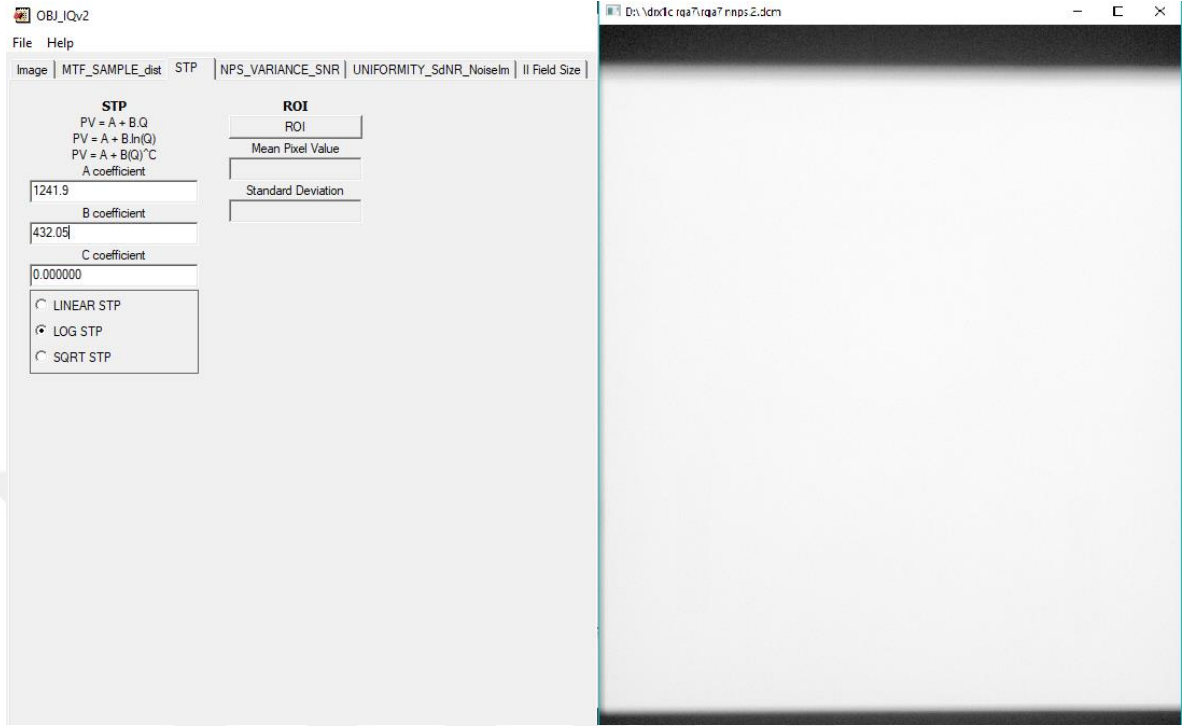 OBJ_IQv2
File Help
Image MTF_SAMPLE_dist STP NPS_VARIANCE_SNR UNIFORMITY_SdNR_NoiseIm II Field Size
STP
PV = A + B.Q
PV = A + B.ln(Q)
PV = A + B(Q)^C
A coefficient
1241.9
B coefficient
432.05
C coefficient
0.000000
LINEAR STP
LOG STP
SQRT STP
ROI
ROI
Mean Pixel Value
Standard Deviation